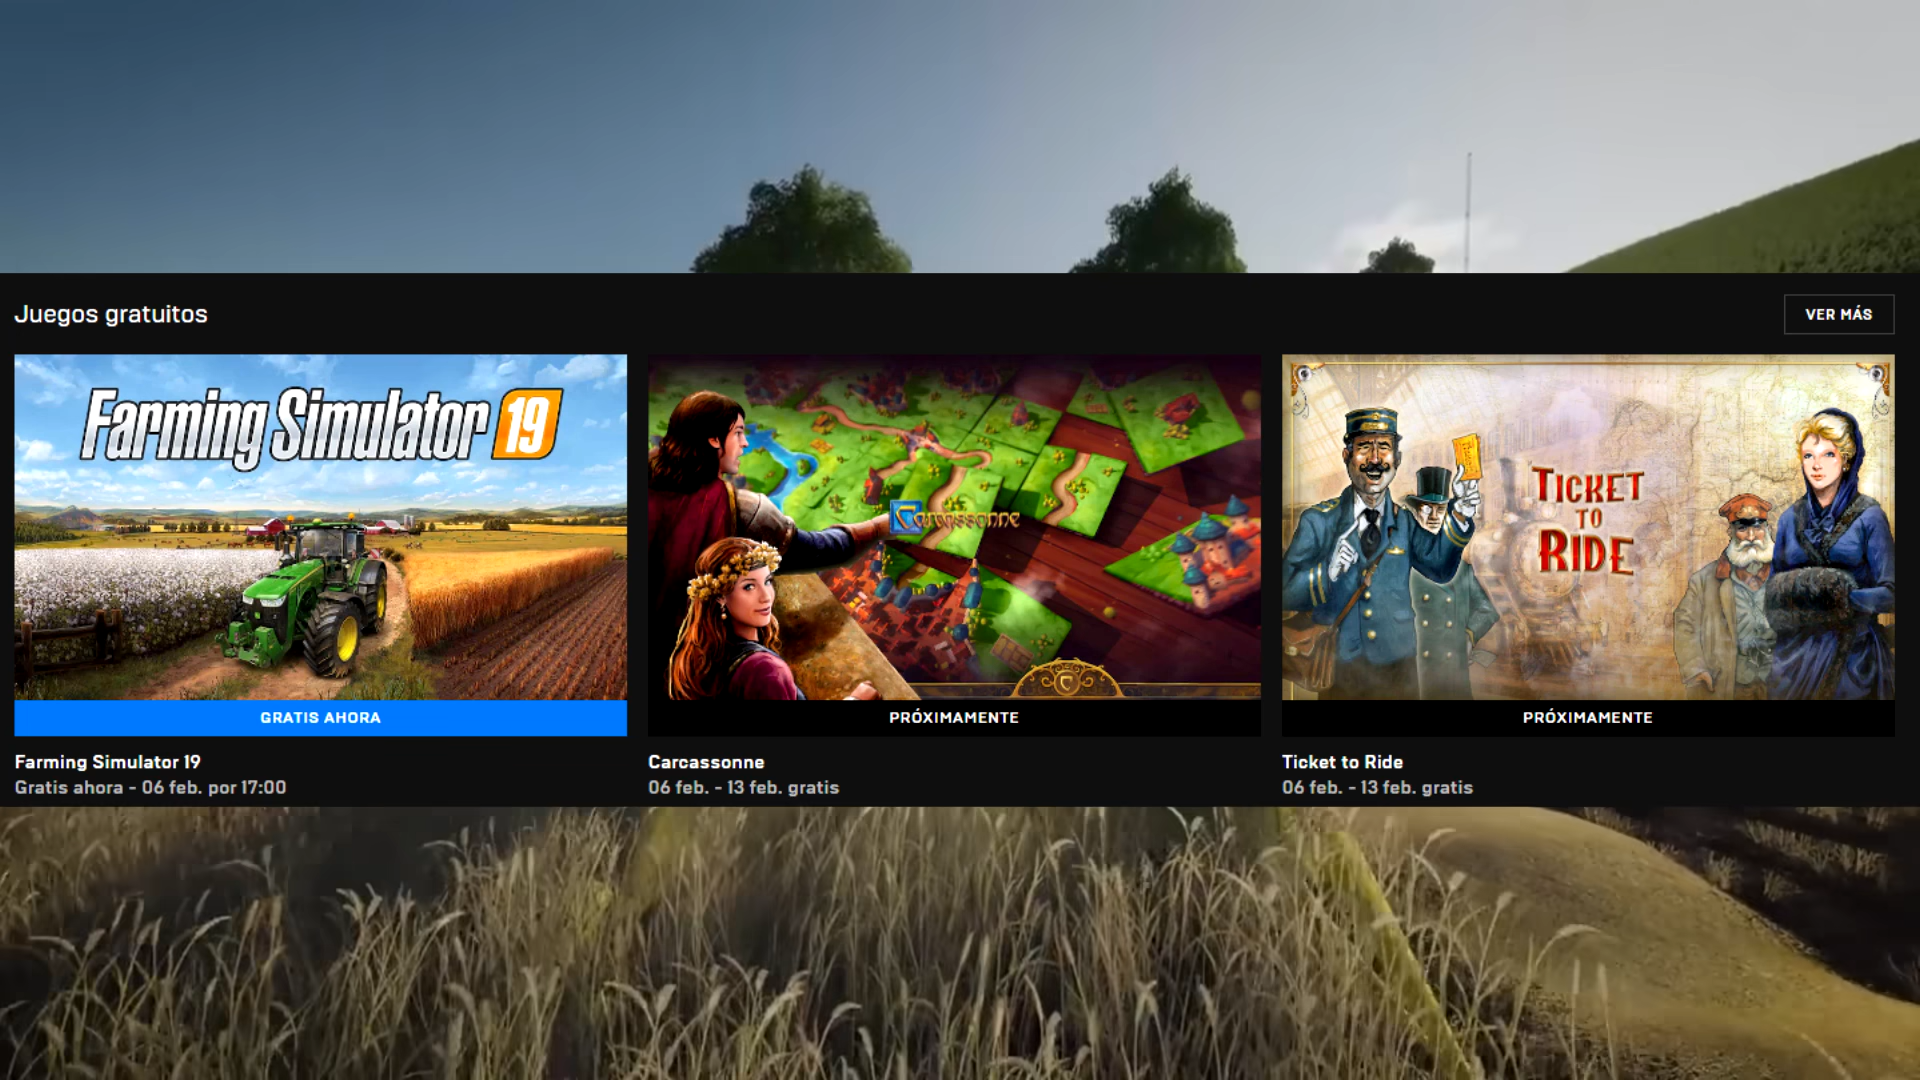 Juegos gratuitos
VER MÁS
Farming Simulator 19
Carcassonne
TICKET
TO
RIDE
GRATIS AHORA
PRÓXIMAMENTE
PRÓXIMAMENTE
Farming Simulator 19
Gratis ahora - 06 feb. por 17:00
Carcassonne
06 feb. - 13 feb. gratis
Ticket to Ride
06 feb. - 13 feb. gratis